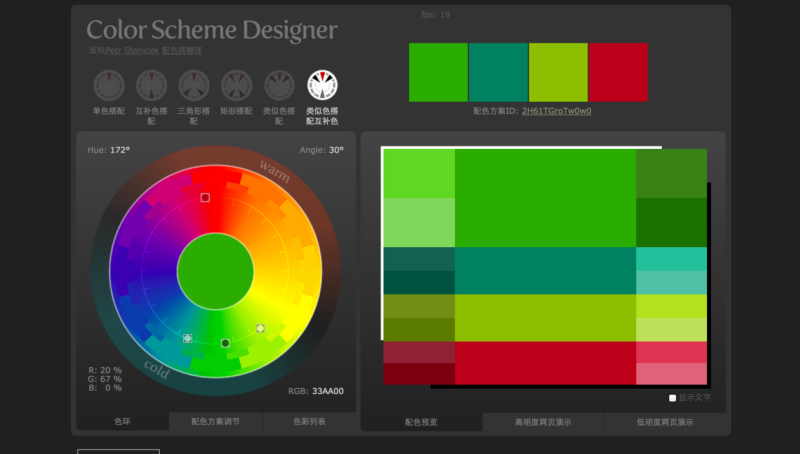 fps: 19
Color Scheme Designer
版权Petr Stanicek 配色网翻译
单色搭配
互补色搭
配
三角形搭
配
矩形搭配
类似色搭
配
类似色搭
配互补色
配色方案ID: 2H61TGroTw0w0
Hue: 172°
Angle: 30°
warm
cold
R: 20 %
G: 67 %
B: 0 %
RGB: 33AA00
色环
配色方案调节
色彩列表
显示文字
配色预览
高明度网页演示
低明度网页演示